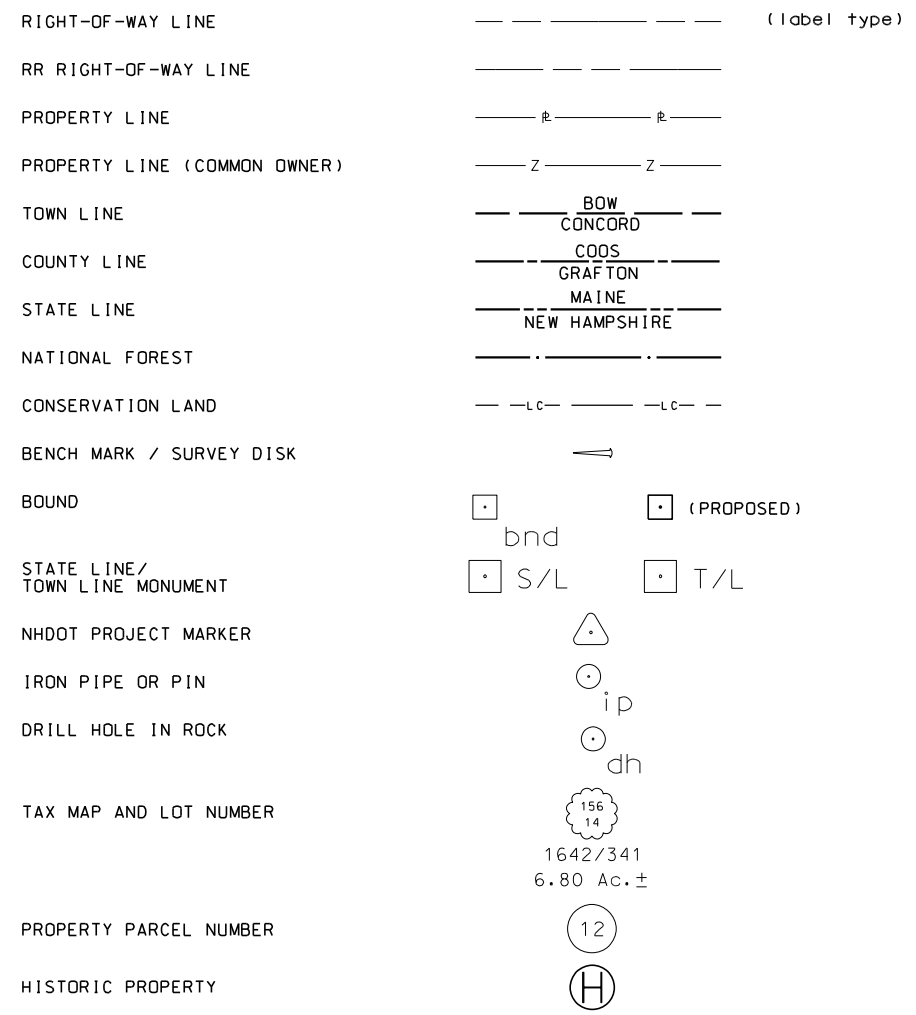 RIGHT-OF-WAY LINE (label type)
RR RIGHT-OF-WAY LINE
PROPERTY LINE ⅊ ⅊
PROPERTY LINE (COMMON OWNER) Z Z
BOW
TOWN LINE
CONCORD
COOS
COUNTY LINE
GRAFTON
MAINE
STATE LINE
NEW HAMPSHIRE
NATIONAL FOREST
CONSERVATION LAND LC LC
BENCH MARK / SURVEY DISK
BOUND (PROPOSED)
bnd
STATE LINE/
TOWN LINE MONUMENT S/L T/L
NHDOT PROJECT MARKER
IRON PIPE OR PIN
ip
DRILL HOLE IN ROCK
dh
TAX MAP AND LOT NUMBER
156
14
1642/341
6.80 Ac.±
PROPERTY PARCEL NUMBER 12
HISTORIC PROPERTY H